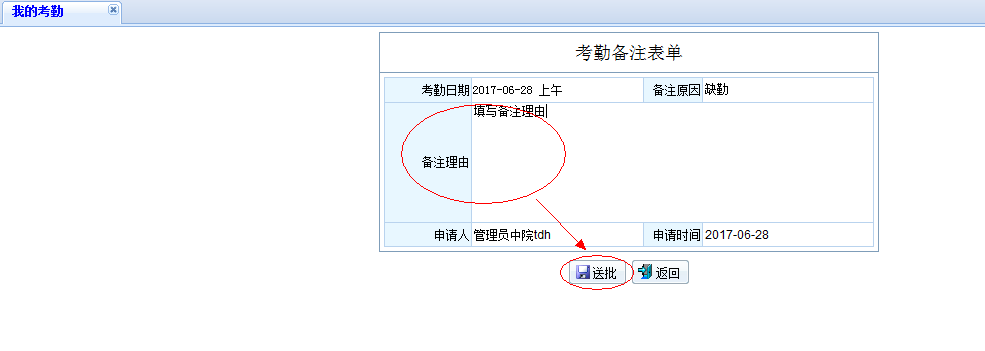 我的考勤
考勤备注表单
考勤日期 2017-06-28 上午 备注原因 缺勤
备注理由 填写备注理由
申请人 管理员中院tdh 申请时间 2017-06-28
送批 返回